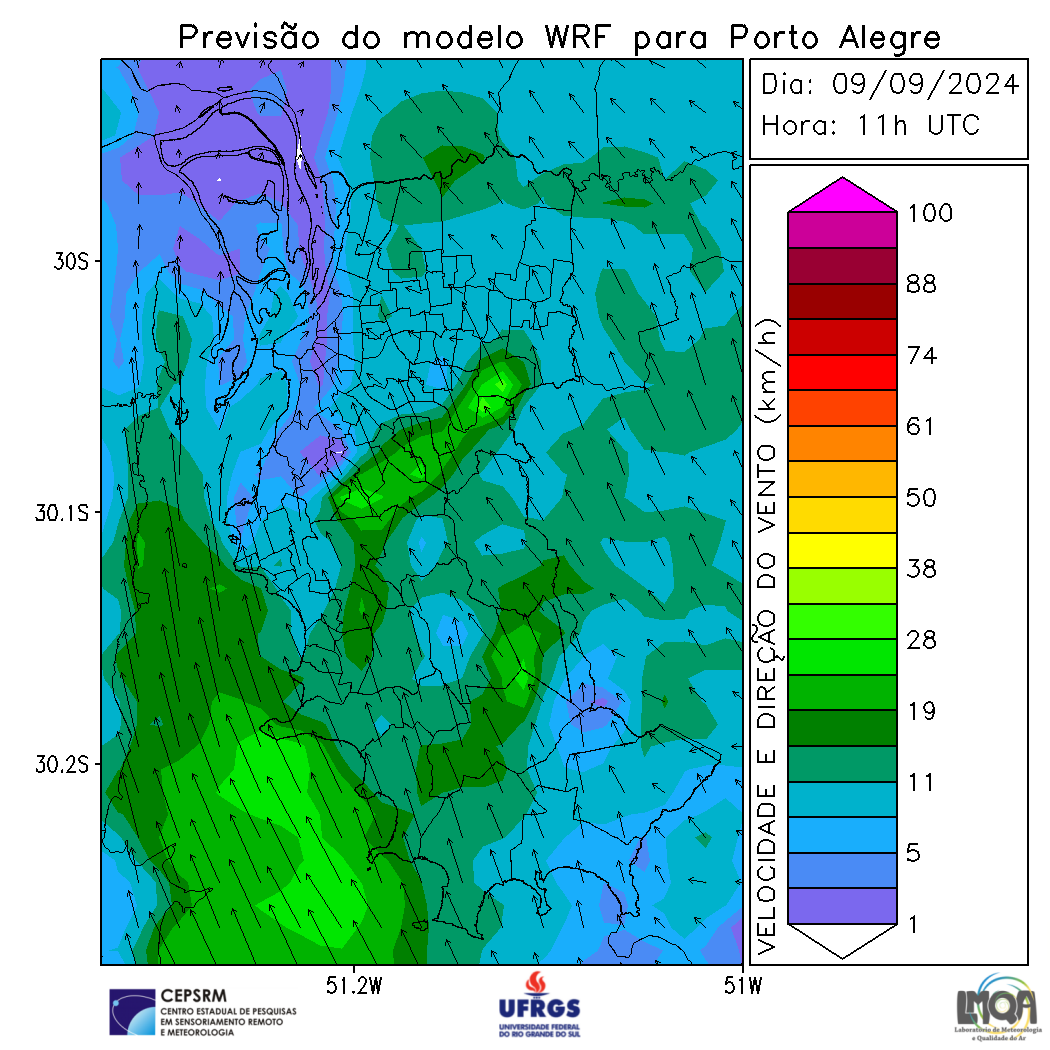 Previsão do modelo WRF para Porto Alegre
Dia: 09/09/2024
Hora: 11h UTC
30S
30.1S
30.2S
51.2W
51W
VELOCIDADE E DIREÇÃO DO VENTO (km/h)
100
88
74
61
50
38
28
19
11
5
1
CEPSRM
CENTRO ESTADUAL DE PESQUISAS
EM SENSORIAMENTO REMOTO
E METEOROLOGIA
UFRGS
UNIVERSIDADE FEDERAL
DO RIO GRANDE DO SUL
LMQA
Laboratório de Meteorologia
e Qualidade do Ar